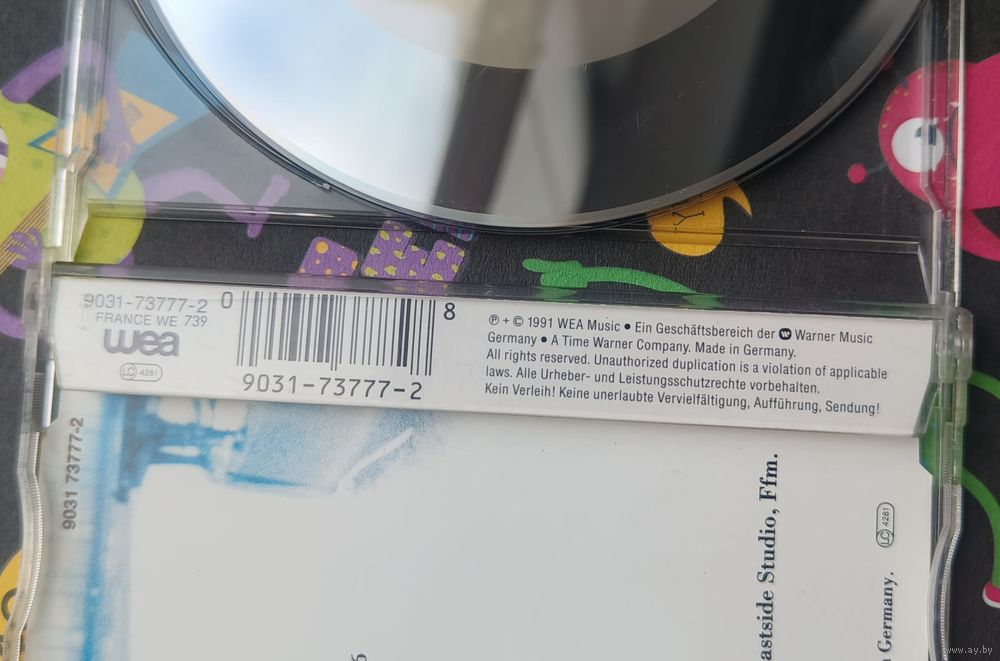 9031-73777-2
FRANCE WE 739
wea
LC 4281
0
8
9031-73777-2
℗ + © 1991 WEA Music • Ein Geschäftsbereich der W Warner Music
Germany • A Time Warner Company. Made in Germany.
All rights reserved. Unauthorized duplication is a violation of applicable
laws. Alle Urheber- und Leistungsschutzrechte vorbehalten.
Kein Verleih! Keine unerlaubte Vervielfältigung, Aufführung, Sendung!
9031 73777-2
astside Studio, Ffm.
LC 4281
Germany.
www.ay.by